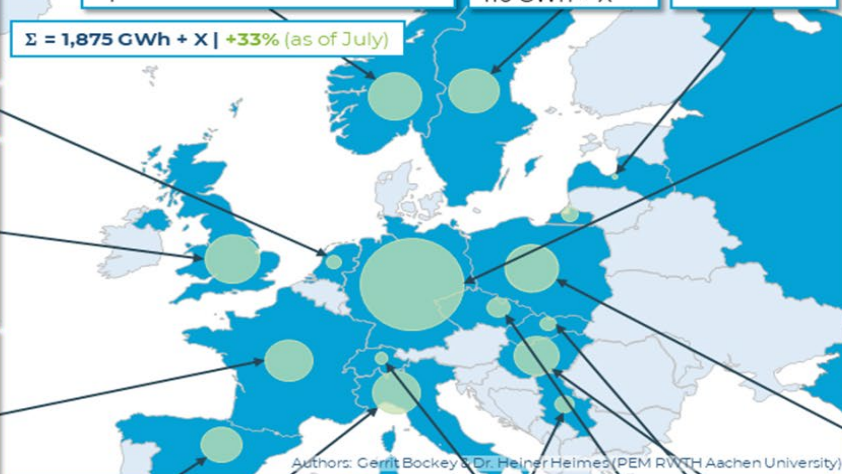 Σ = 1,875 GWh + X | +33% (as of July)
Authors: Gerrit Bockey & Dr. Heiner Heimes (PEM RWTH Aachen University)